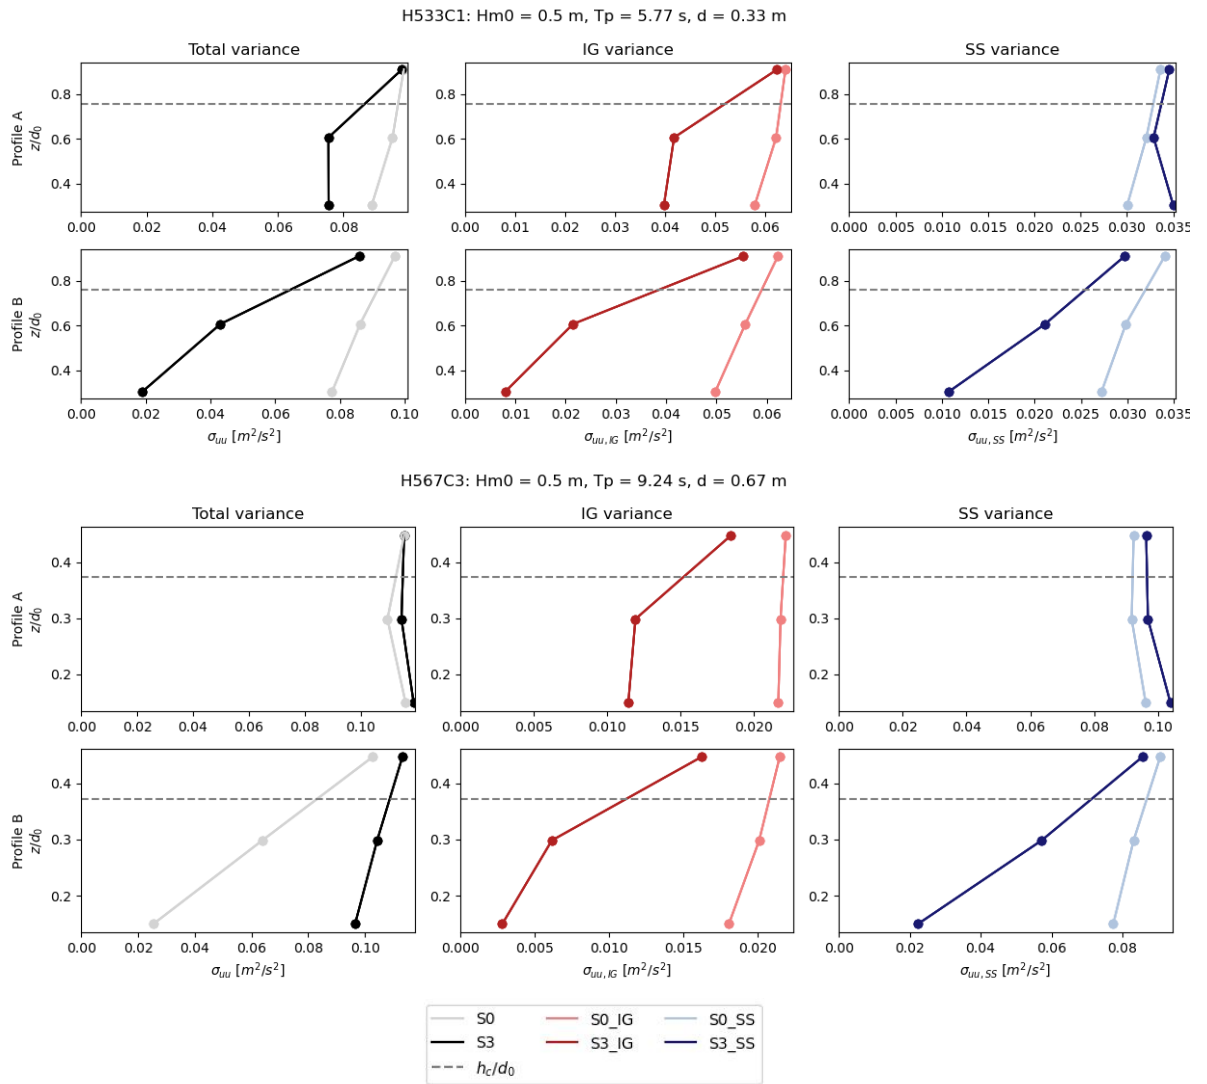 H533C1: Hm0 = 0.5 m, Tp = 5.77 s, d = 0.33 m
Total variance
IG variance
SS variance
Profile A
z/d₀
0.8
0.6
0.4
0.00 0.02 0.04 0.06 0.08
0.00 0.01 0.02 0.03 0.04 0.05 0.06
0.000 0.005 0.010 0.015 0.020 0.025 0.030 0.035
Profile B
z/d₀
0.8
0.6
0.4
0.00 0.02 0.04 0.06 0.08 0.10
0.00 0.01 0.02 0.03 0.04 0.05 0.06
0.000 0.005 0.010 0.015 0.020 0.025 0.030 0.035
σuu [m²/s²]
σuu,IG [m²/s²]
σuu,SS [m²/s²]
H567C3: Hm0 = 0.5 m, Tp = 9.24 s, d = 0.67 m
Total variance
IG variance
SS variance
Profile A
z/d₀
0.4
0.3
0.2
0.00 0.02 0.04 0.06 0.08 0.10
0.000 0.005 0.010 0.015 0.020
0.00 0.02 0.04 0.06 0.08 0.10
Profile B
z/d₀
0.4
0.3
0.2
0.00 0.02 0.04 0.06 0.08 0.10
0.000 0.005 0.010 0.015 0.020
0.00 0.02 0.04 0.06 0.08
σuu [m²/s²]
σuu,IG [m²/s²]
σuu,SS [m²/s²]
S0 S0_IG S0_SS
S3 S3_IG S3_SS
hc/d₀